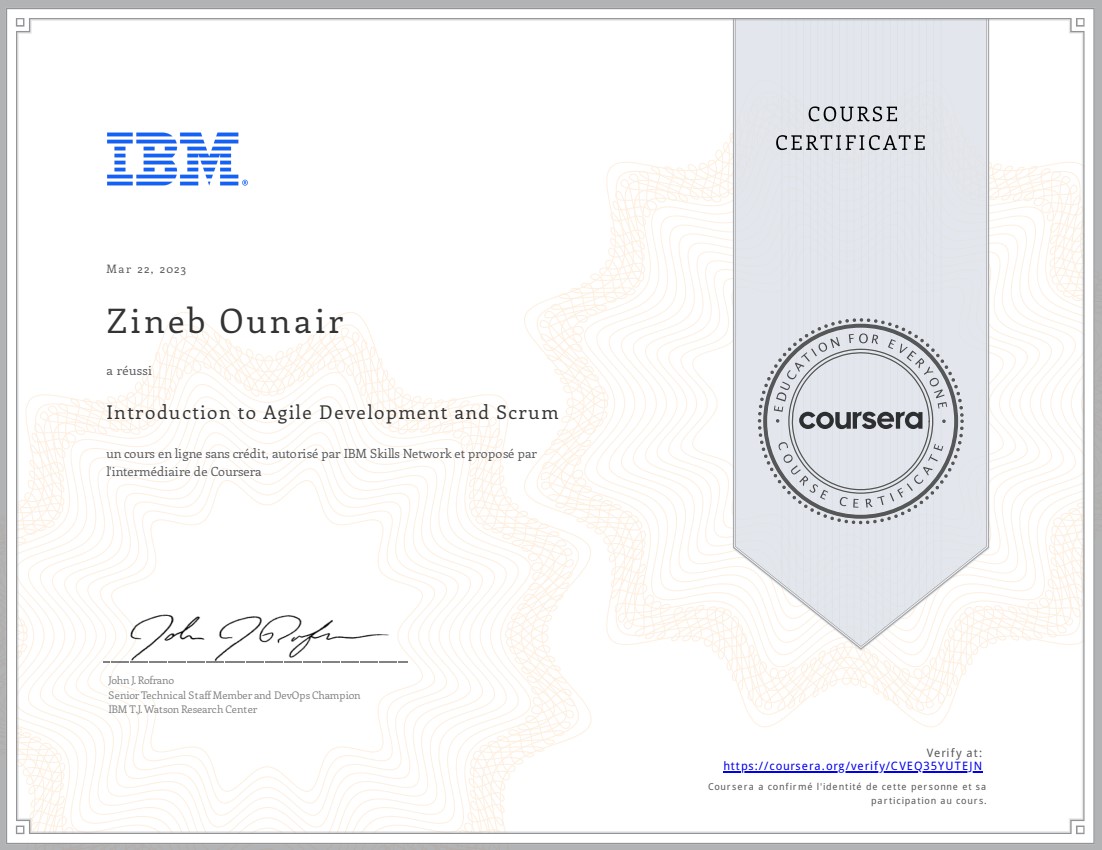 COURSE
CERTIFICATE
IBM®
Mar 22, 2023
Zineb Ounair
a réussi
Introduction to Agile Development and Scrum
un cours en ligne sans crédit, autorisé par IBM Skills Network et proposé par
l'intermédiaire de Coursera
EDUCATION FOR EVERYONE
coursera
COURSE CERTIFICATE
John J Rofrano
John J. Rofrano
Senior Technical Staff Member and DevOps Champion
IBM T.J. Watson Research Center
Verify at:
https://coursera.org/verify/CVEQ35YUTEJN
Coursera a confirmé l'identité de cette personne et sa
participation au cours.